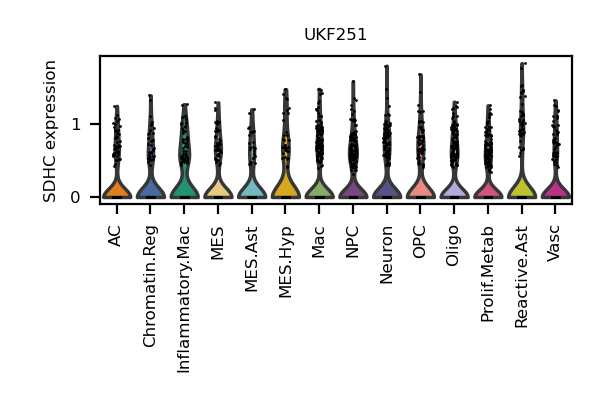 UKF251
SDHC expression
1
0
AC
Chromatin.Reg
Inflammatory.Mac
MES
MES.Ast
MES.Hyp
Mac
NPC
Neuron
OPC
Oligo
Prolif.Metab
Reactive.Ast
Vasc